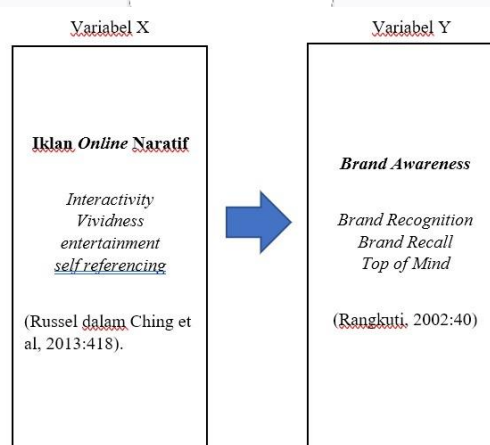 Variabel X
Iklan Online Naratif
Interactivity
Vividness
entertainment
self referencing
(Russel dalam Ching et
al, 2013:418).
Variabel Y
Brand Awareness
Brand Recognition
Brand Recall
Top of Mind
(Rangkuti, 2002:40)